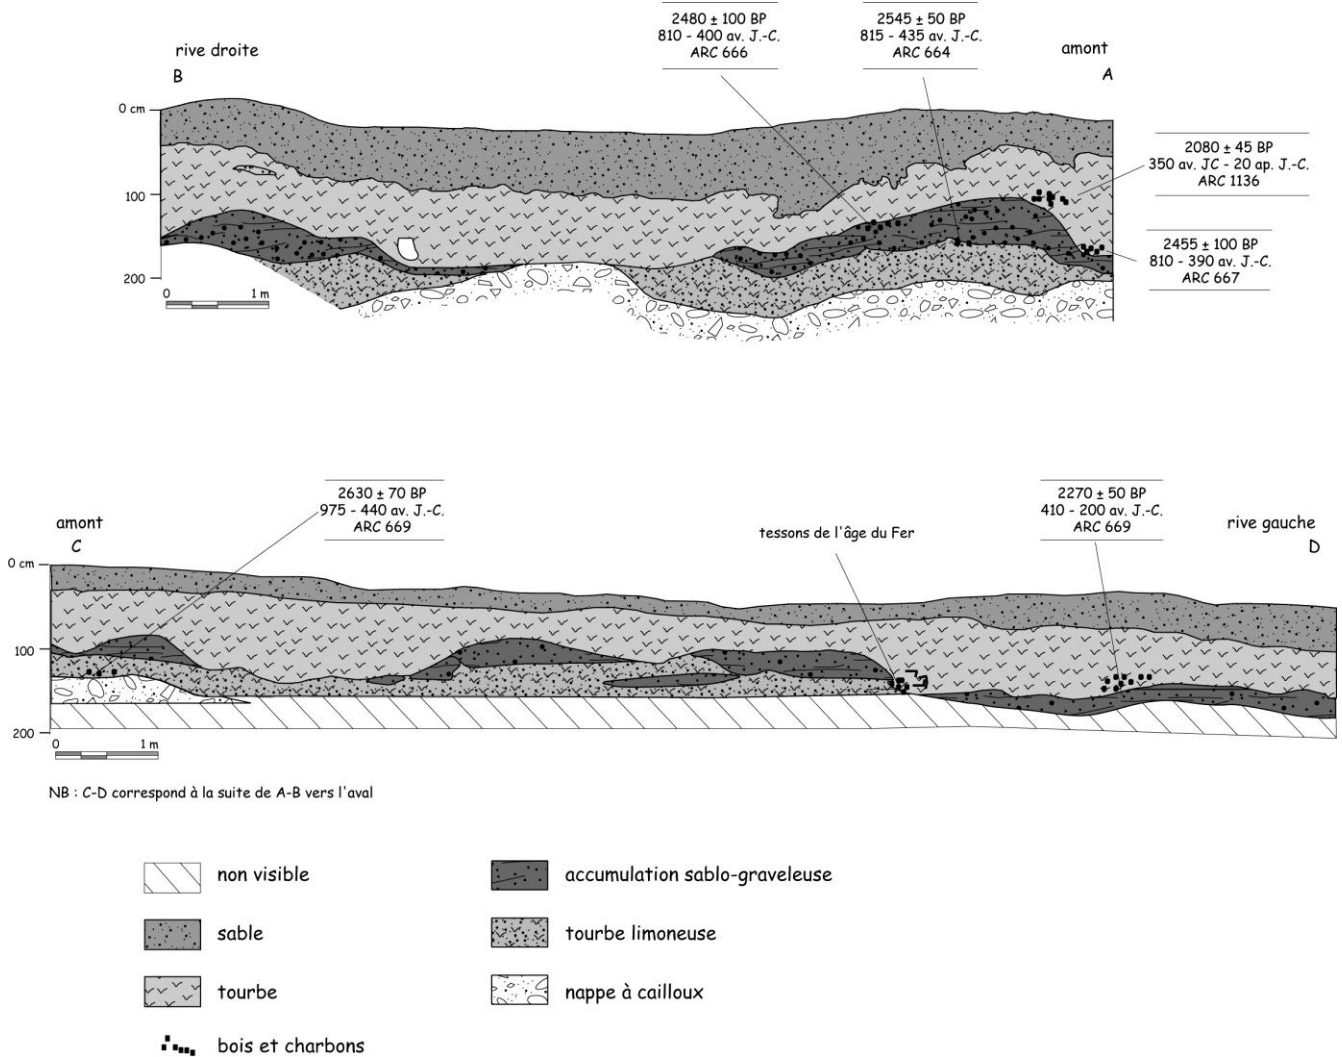 2480 ± 100 BP
810 - 400 av. J.-C.
ARC 666
2545 ± 50 BP
815 - 435 av. J.-C.
ARC 664
rive droite
B
amont
A
0 cm
100
200
2080 ± 45 BP
350 av. JC - 20 ap. J.-C.
ARC 1136
2455 ± 100 BP
810 - 390 av. J.-C.
ARC 667
0 1 m
2630 ± 70 BP
975 - 440 av. J.-C.
ARC 669
2270 ± 50 BP
410 - 200 av. J.-C.
ARC 669
amont
C
tessons de l'âge du Fer
rive gauche
D
0 cm
100
200
0 1 m
NB : C-D correspond à la suite de A-B vers l'aval
non visible
accumulation sablo-graveleuse
sable
tourbe limoneuse
tourbe
nappe à cailloux
bois et charbons